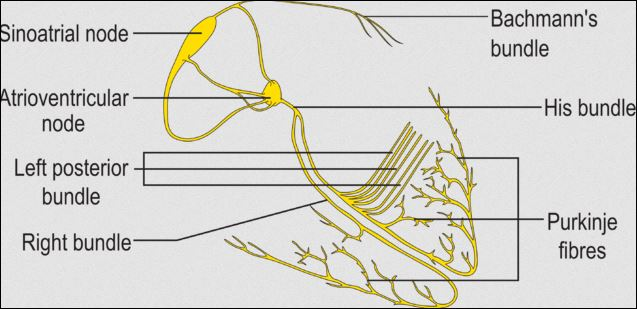 Sinoatrial node
Atrioventricular
node
Left posterior
bundle
Right bundle
Bachmann's
bundle
His bundle
Purkinje
fibres